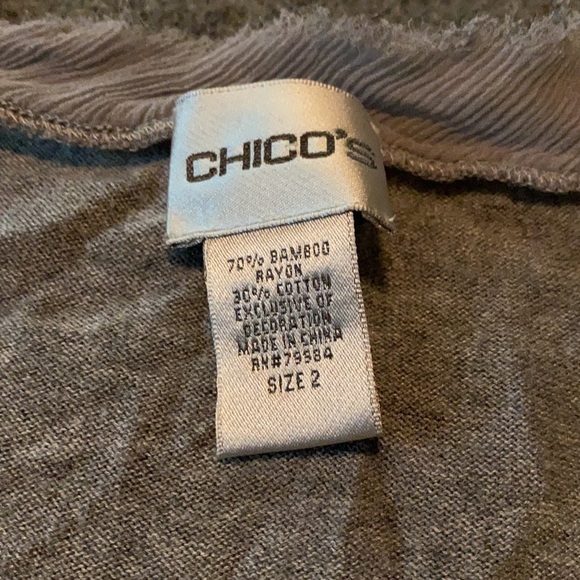 CHICO's
70% BAMBOO
RAYON
30% COTTON
EXCLUSIVE OF
DECORATION
MADE IN CHINA
RN#79984
SIZE 2